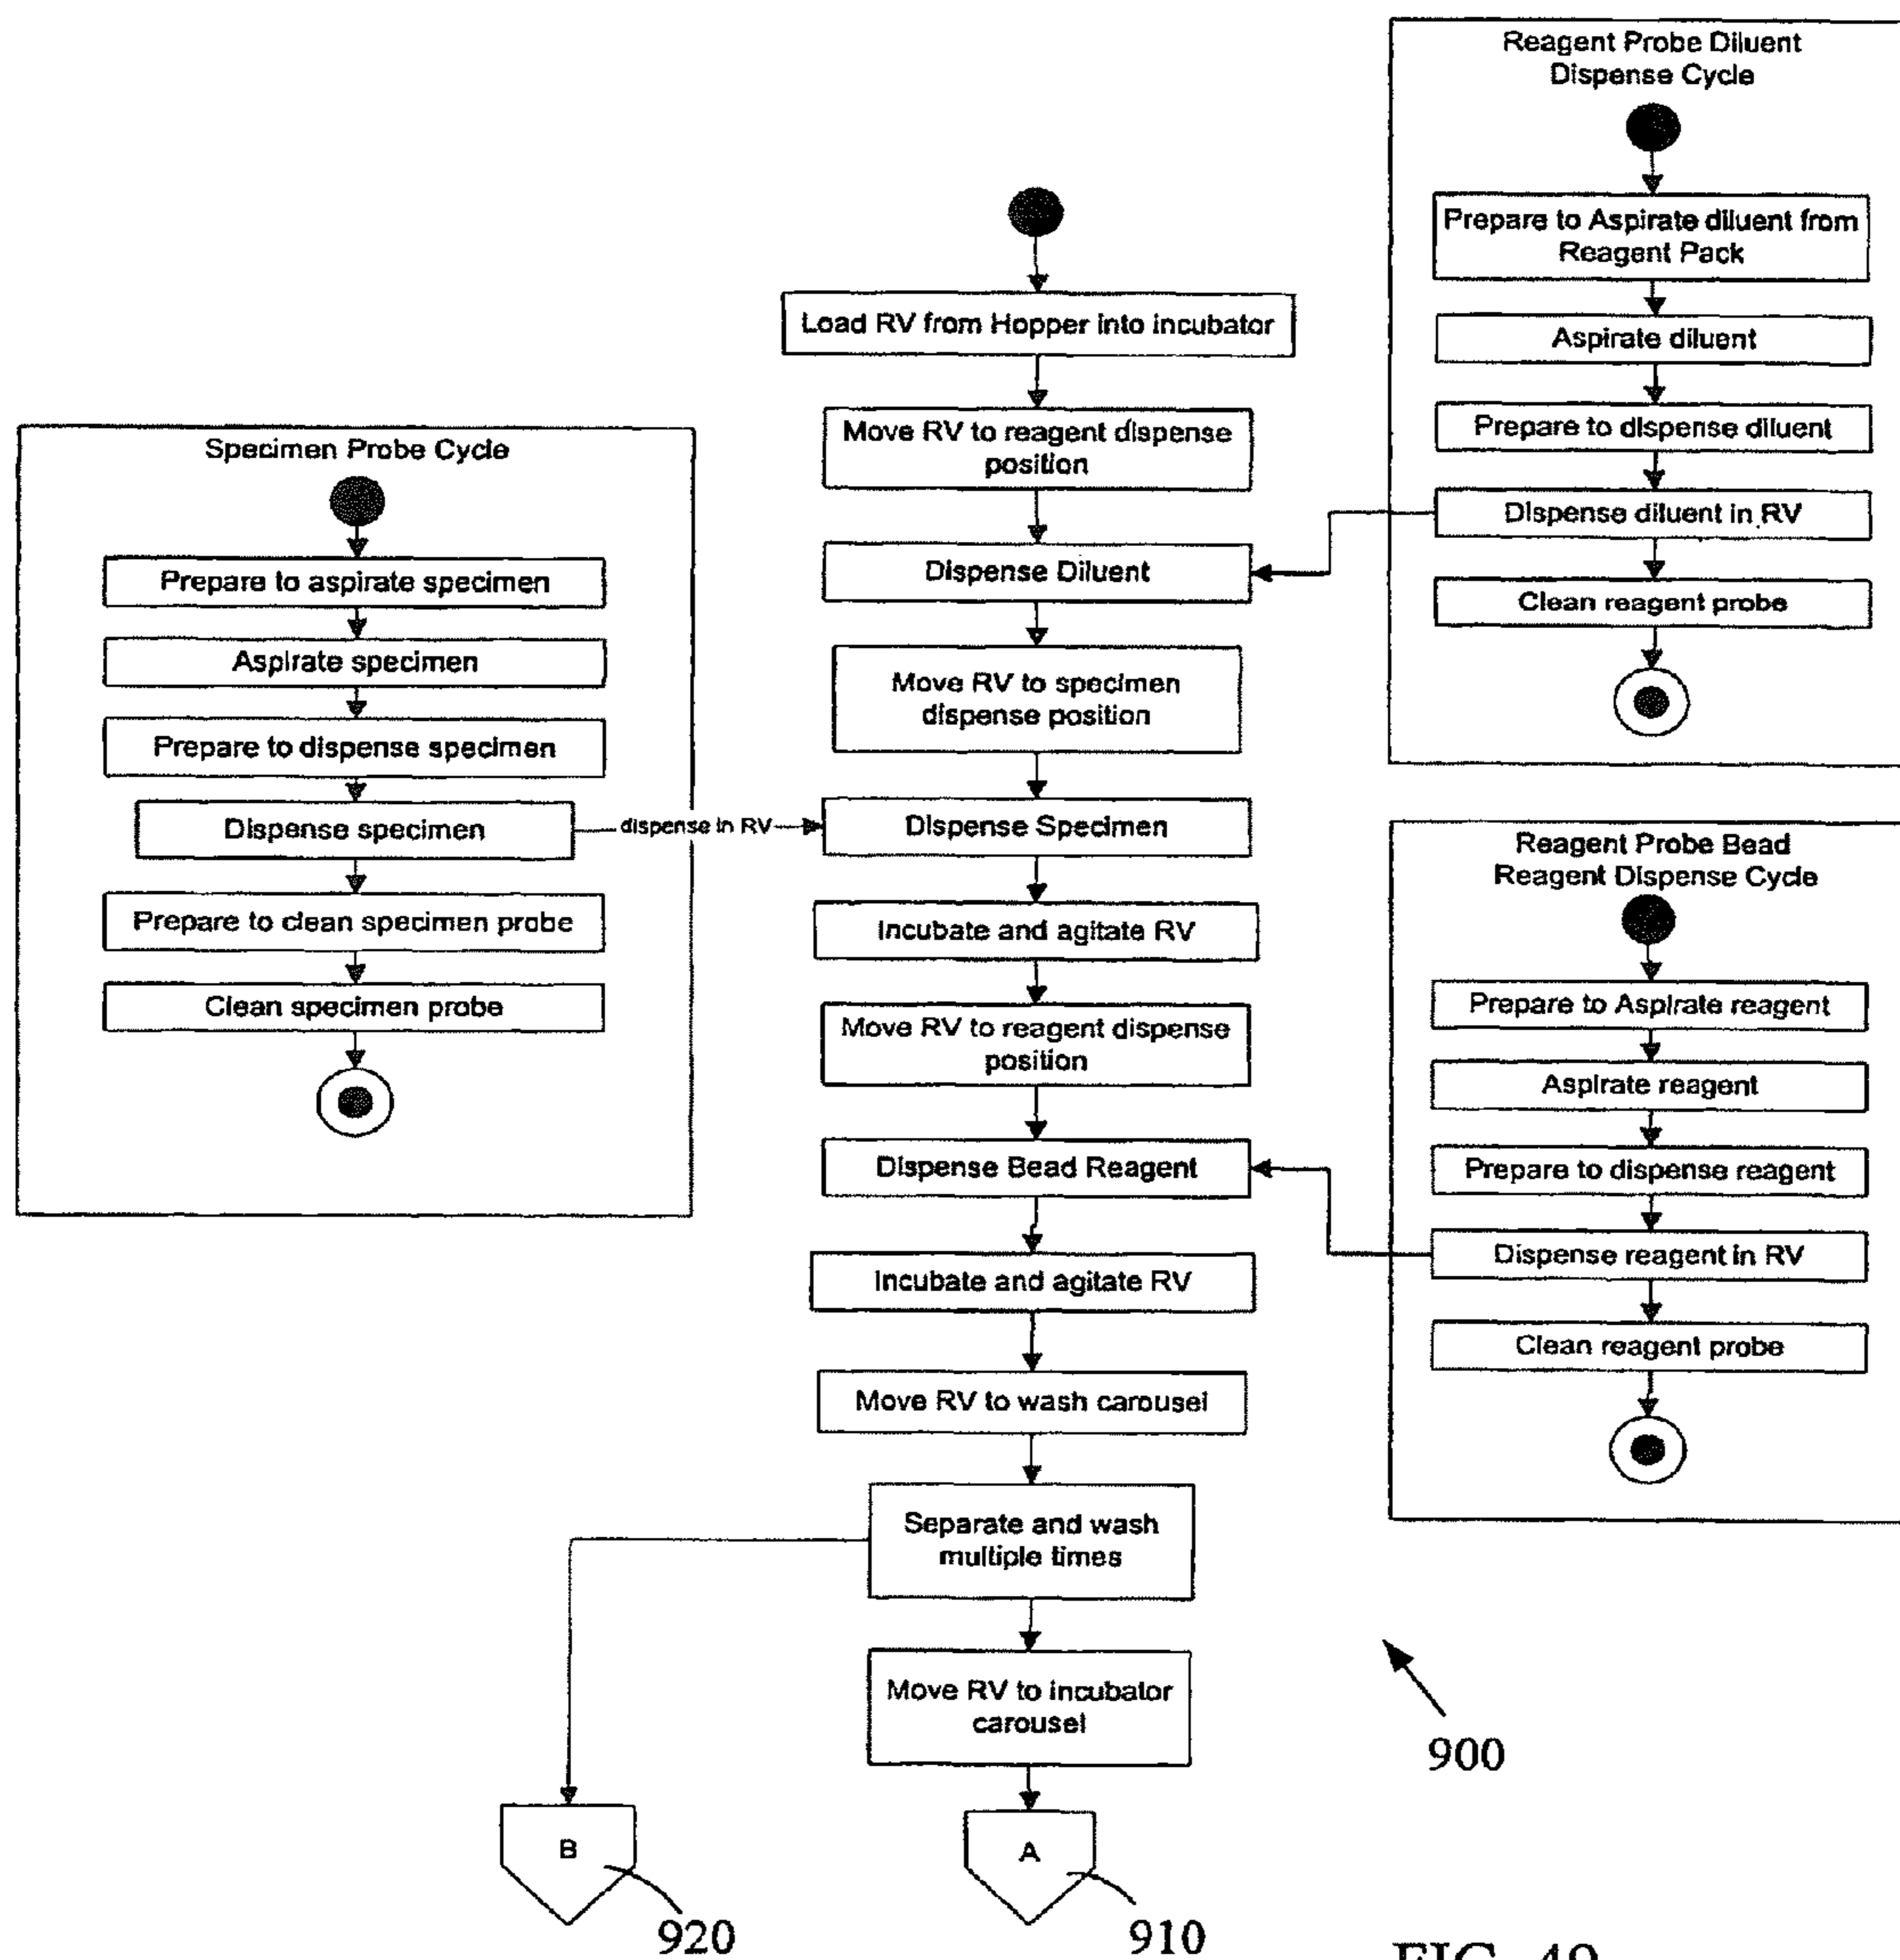 Reagent Probe Diluent
Dispense Cycle
Prepare to Aspirate diluent from
Reagent Pack
Aspirate diluent
Prepare to dispense diluent
Dispense diluent in RV
Clean reagent probe
Load RV from Hopper into incubator
Move RV to reagent dispense
position
Dispense Diluent
Move RV to specimen
dispense position
Dispense Specimen
Incubate and agitate RV
Move RV to reagent dispense
position
Dispense Bead Reagent
Incubate and agitate RV
Move RV to wash carousel
Separate and wash
multiple times
Move RV to incubator
carousel
A
910
B
920
Specimen Probe Cycle
Prepare to aspirate specimen
Aspirate specimen
Prepare to dispense specimen
Dispense specimen
dispense in RV
Prepare to clean specimen probe
Clean specimen probe
Reagent Probe Bead
Reagent Dispense Cycle
Prepare to Aspirate reagent
Aspirate reagent
Prepare to dispense reagent
Dispense reagent in RV
Clean reagent probe
900